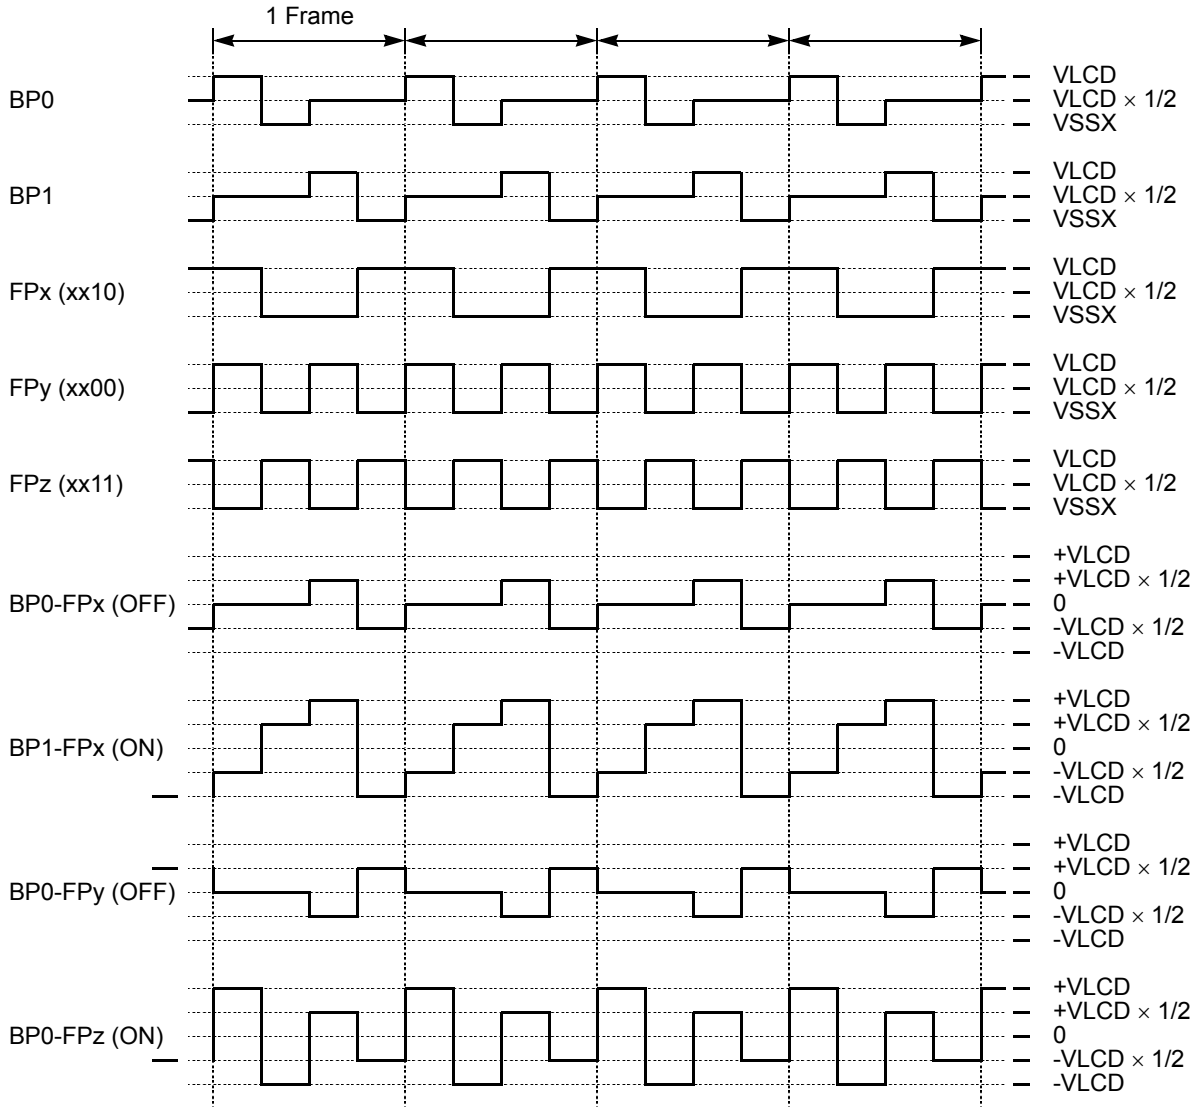 1 Frame
BP0
VLCD
VLCD × 1/2
VSSX
BP1
VLCD
VLCD × 1/2
VSSX
FPx (xx10)
VLCD
VLCD × 1/2
VSSX
FPy (xx00)
VLCD
VLCD × 1/2
VSSX
FPz (xx11)
VLCD
VLCD × 1/2
VSSX
BP0-FPx (OFF)
+VLCD
+VLCD × 1/2
0
-VLCD × 1/2
-VLCD
BP1-FPx (ON)
+VLCD
+VLCD × 1/2
0
-VLCD × 1/2
-VLCD
BP0-FPy (OFF)
+VLCD
+VLCD × 1/2
0
-VLCD × 1/2
-VLCD
BP0-FPz (ON)
+VLCD
+VLCD × 1/2
0
-VLCD × 1/2
-VLCD